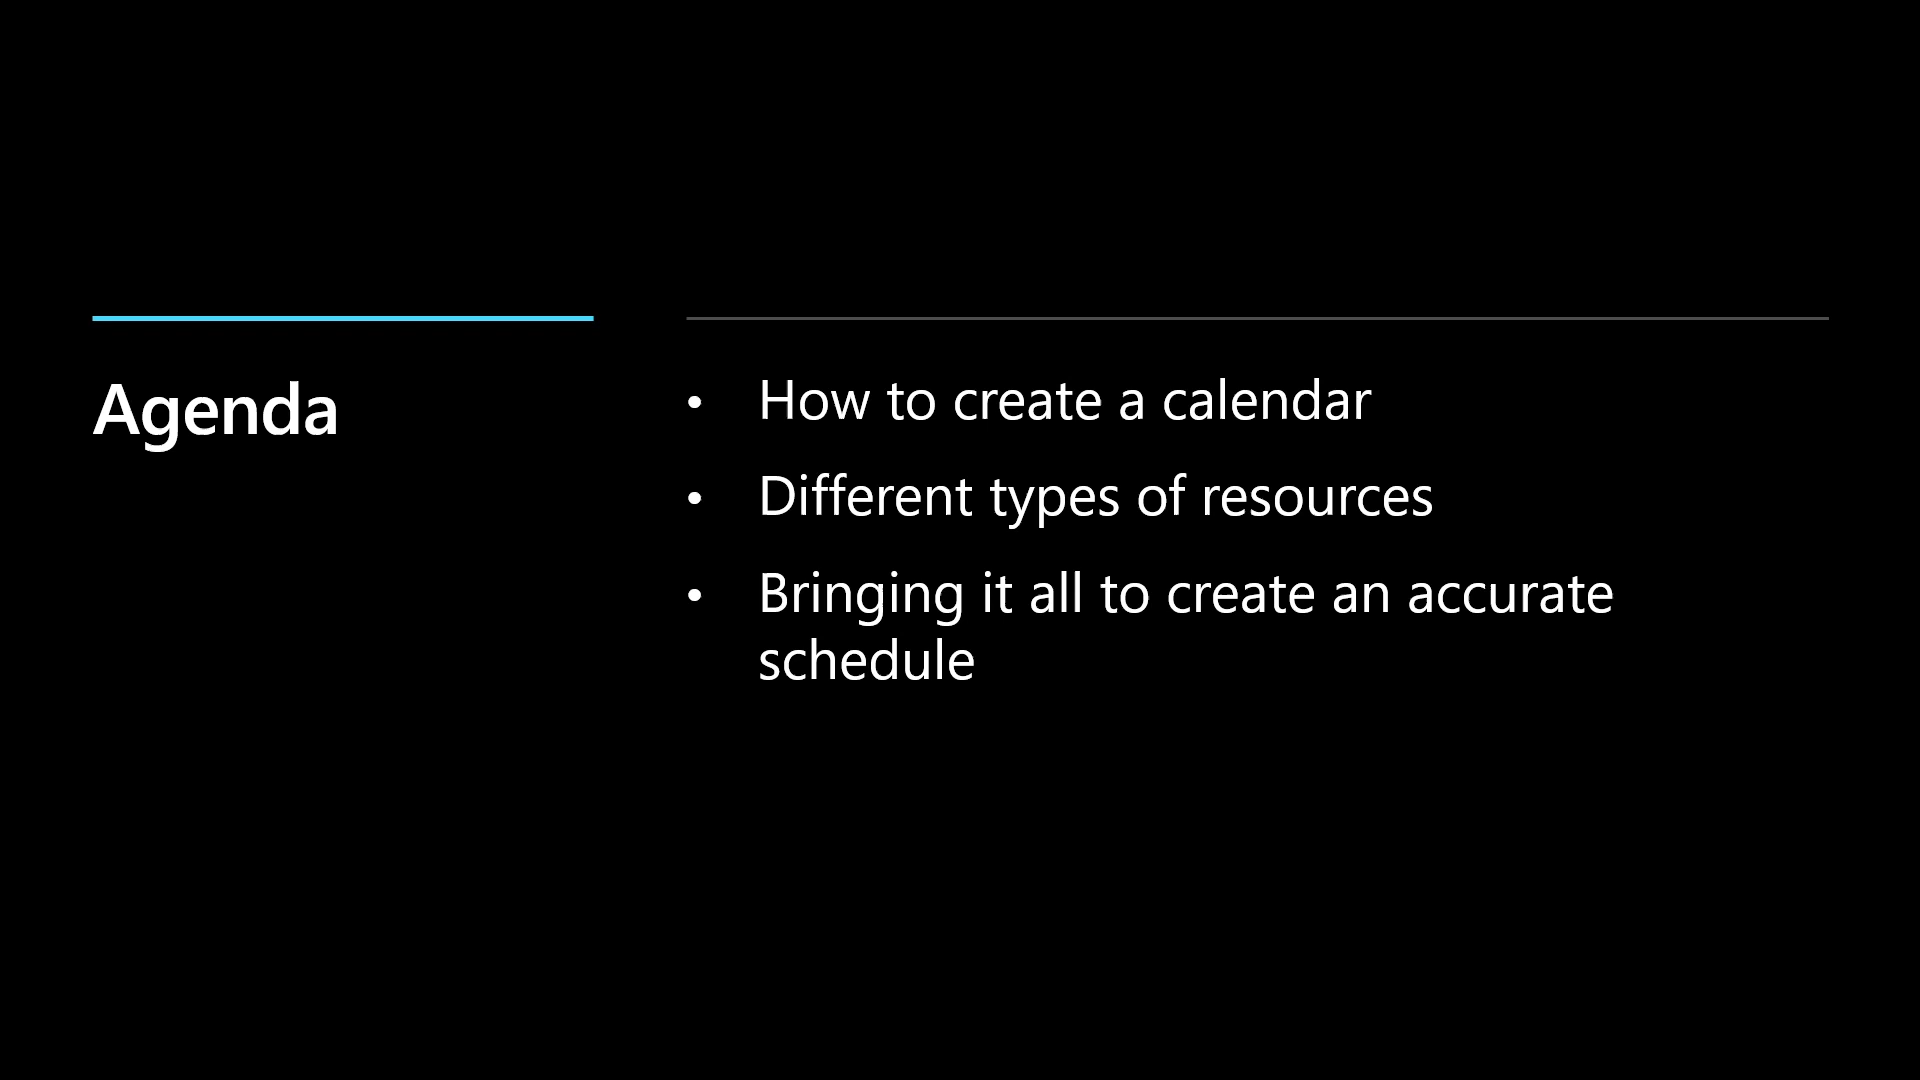 Agenda
• How to create a calendar
• Different types of resources
• Bringing it all to create an accurate
schedule